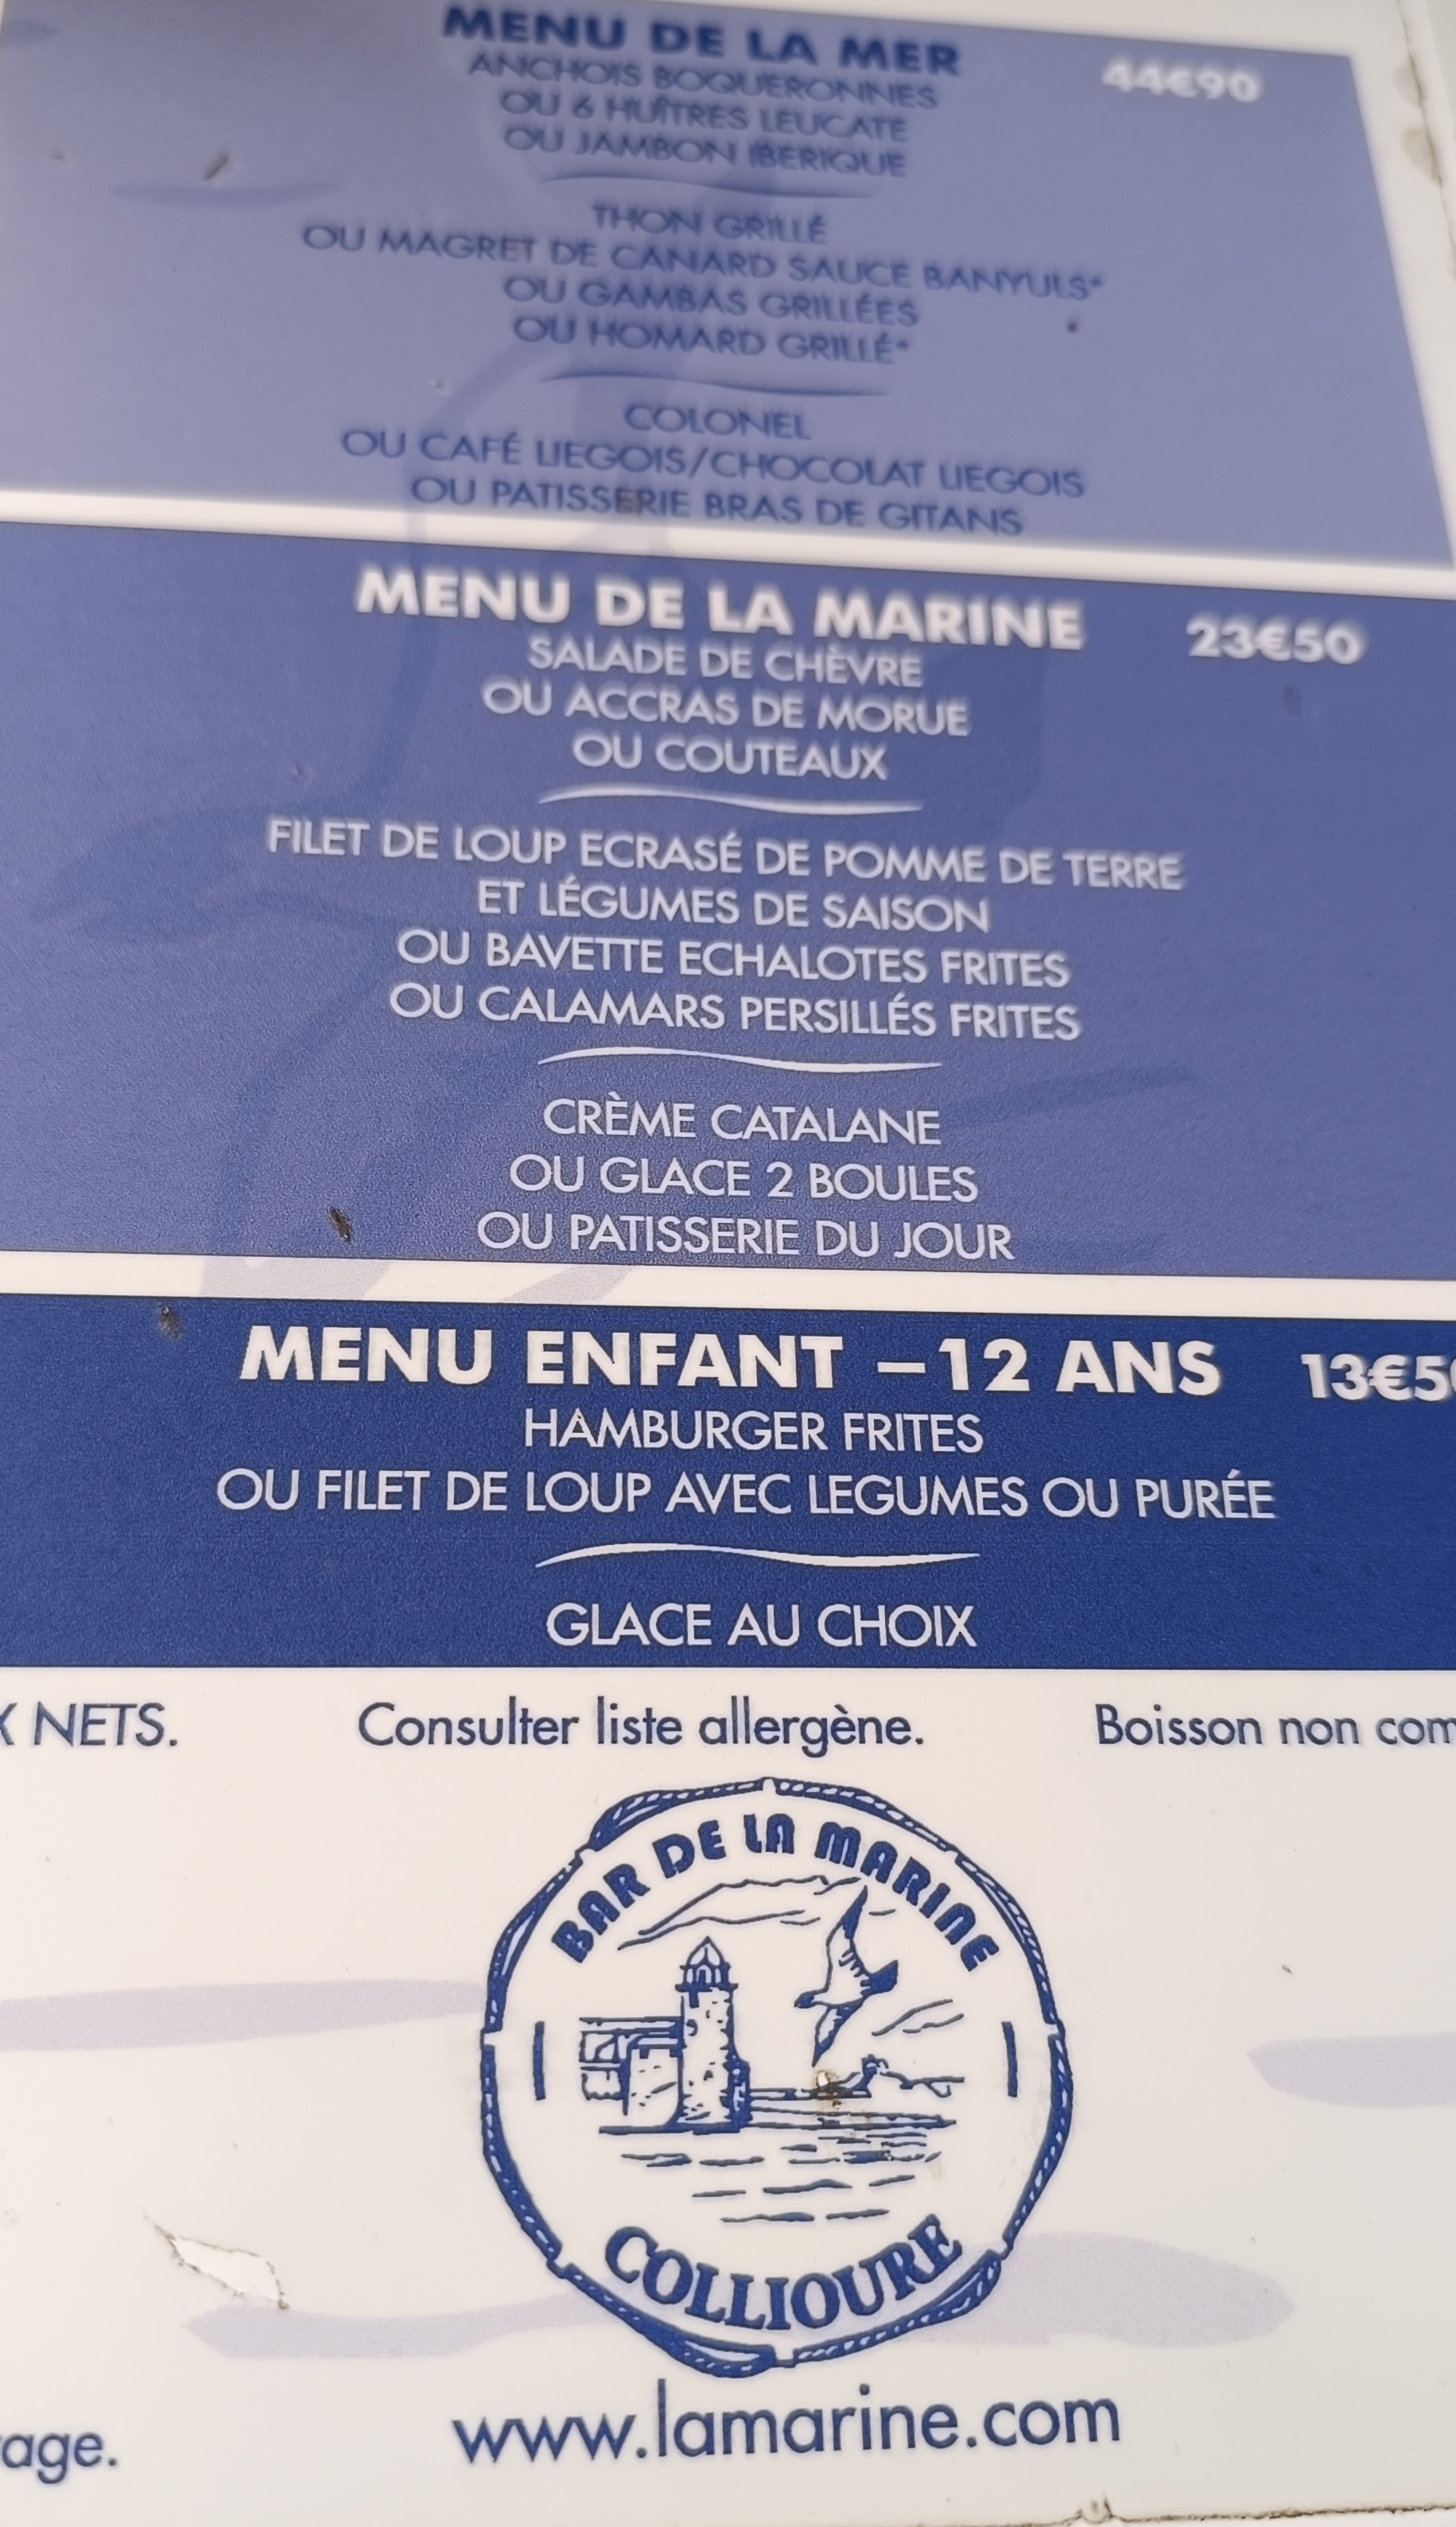 MENU DE LA MER 44€90
ANCHOIS BOQUERONNES
OU 6 HUÎTRES LEUCATE
OU JAMBON IBERIQUE
THON GRILLÉ
OU MAGRET DE CANARD SAUCE BANYULS*
OU GAMBAS GRILLÉES
OU HOMARD GRILLÉ*
COLONEL
OU CAFÉ LIEGOIS/CHOCOLAT LIEGOIS
OU PATISSERIE BRAS DE GITANS
MENU DE LA MARINE 23€50
SALADE DE CHÈVRE
OU ACCRAS DE MORUE
OU COUTEAUX
FILET DE LOUP ECRASÉ DE POMME DE TERRE
ET LÉGUMES DE SAISON
OU BAVETTE ECHALOTES FRITES
OU CALAMARS PERSILLÉS FRITES
CRÈME CATALANE
OU GLACE 2 BOULES
OU PATISSERIE DU JOUR
MENU ENFANT –12 ANS 13€50
HAMBURGER FRITES
OU FILET DE LOUP AVEC LEGUMES OU PURÉE
GLACE AU CHOIX
X NETS. Consulter liste allergène. Boisson non com
BAR DE LA MARINE
COLLIOURE
www.lamarine.com
age.